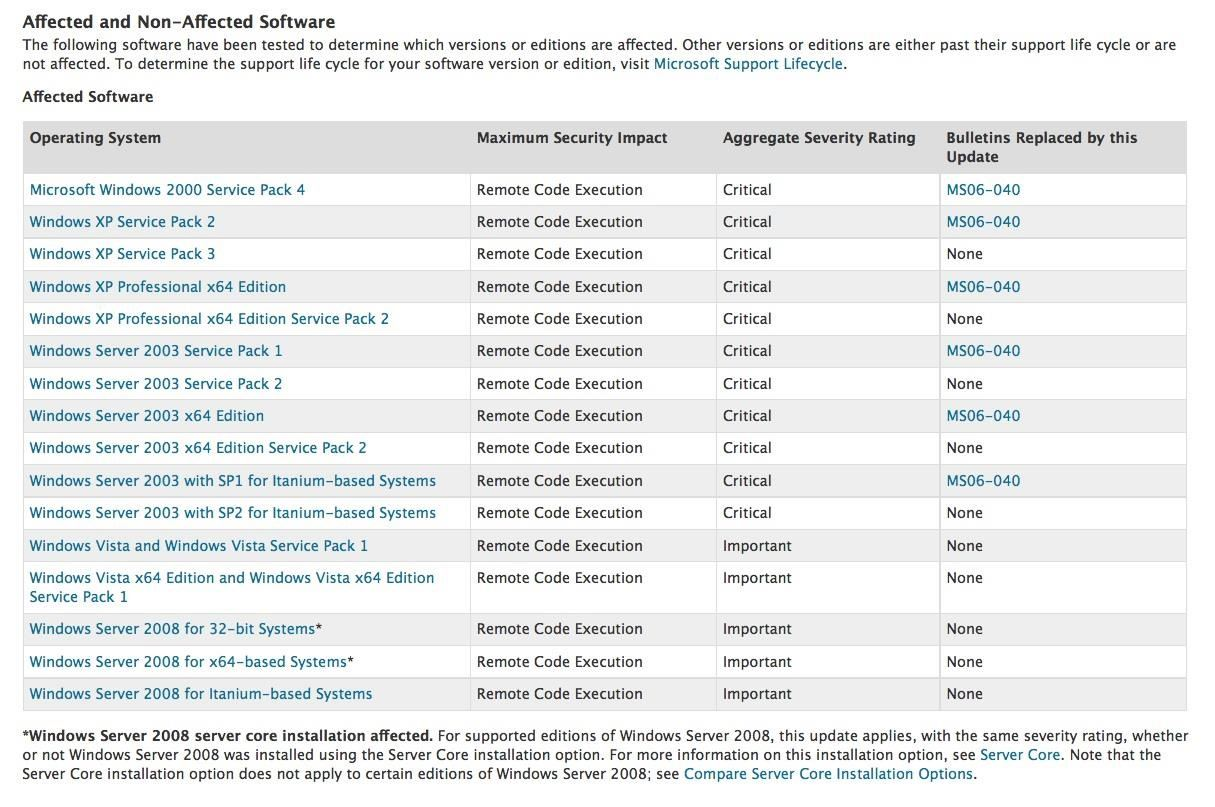 Affected and Non-Affected Software
The following software have been tested to determine which versions or editions are affected. Other versions or editions are either past their support life cycle or are
not affected. To determine the support life cycle for your software version or edition, visit Microsoft Support Lifecycle.
Affected Software
Operating System Maximum Security Impact Aggregate Severity Rating Bulletins Replaced by this
Update
Microsoft Windows 2000 Service Pack 4 Remote Code Execution Critical MS06-040
Windows XP Service Pack 2 Remote Code Execution Critical MS06-040
Windows XP Service Pack 3 Remote Code Execution Critical None
Windows XP Professional x64 Edition Remote Code Execution Critical MS06-040
Windows XP Professional x64 Edition Service Pack 2 Remote Code Execution Critical None
Windows Server 2003 Service Pack 1 Remote Code Execution Critical MS06-040
Windows Server 2003 Service Pack 2 Remote Code Execution Critical None
Windows Server 2003 x64 Edition Remote Code Execution Critical MS06-040
Windows Server 2003 x64 Edition Service Pack 2 Remote Code Execution Critical None
Windows Server 2003 with SP1 for Itanium-based Systems Remote Code Execution Critical MS06-040
Windows Server 2003 with SP2 for Itanium-based Systems Remote Code Execution Critical None
Windows Vista and Windows Vista Service Pack 1 Remote Code Execution Important None
Windows Vista x64 Edition and Windows Vista x64 Edition Remote Code Execution Important None
Service Pack 1
Windows Server 2008 for 32-bit Systems* Remote Code Execution Important None
Windows Server 2008 for x64-based Systems* Remote Code Execution Important None
Windows Server 2008 for Itanium-based Systems Remote Code Execution Important None
*Windows Server 2008 server core installation affected. For supported editions of Windows Server 2008, this update applies, with the same severity rating, whether
or not Windows Server 2008 was installed using the Server Core installation option. For more information on this installation option, see Server Core. Note that the
Server Core installation option does not apply to certain editions of Windows Server 2008; see Compare Server Core Installation Options.